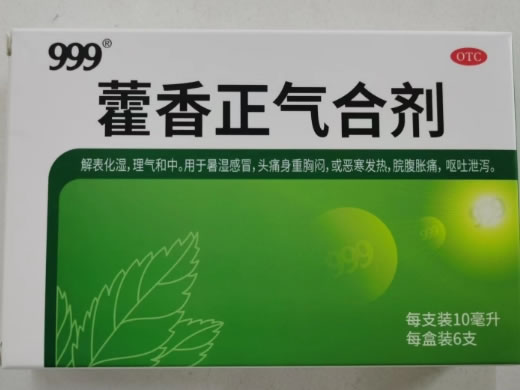 999®
OTC
藿香正气合剂
解表化湿,理气和中。用于暑湿感冒,头痛身重胸闷,或恶寒发热,脘腹胀痛,呕吐泄泻。
999
999
每支装10毫升
每盒装6支